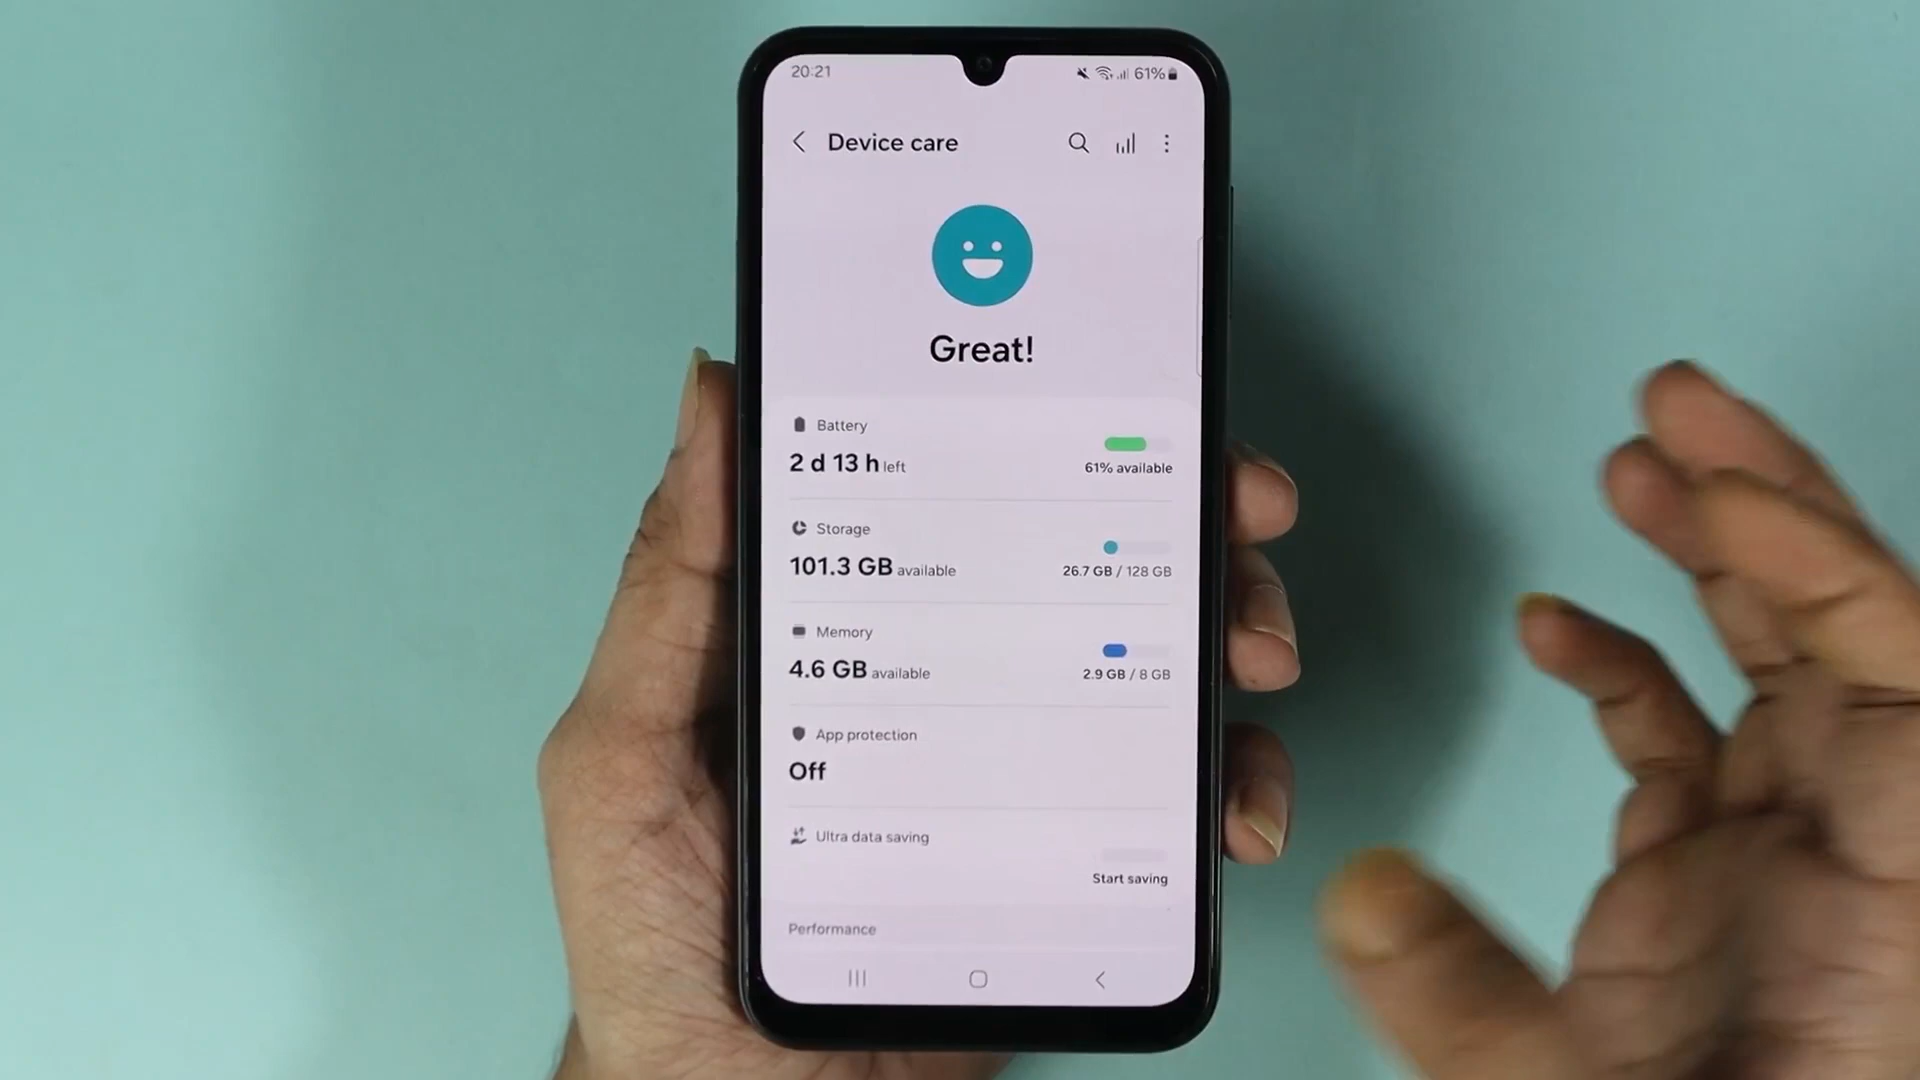 20:21
61%
Device care
Great!
Battery
2 d 13 h left
61% available
Storage
101.3 GB available
26.7 GB / 128 GB
Memory
4.6 GB available
2.9 GB / 8 GB
App protection
Off
Ultra data saving
Start saving
Performance